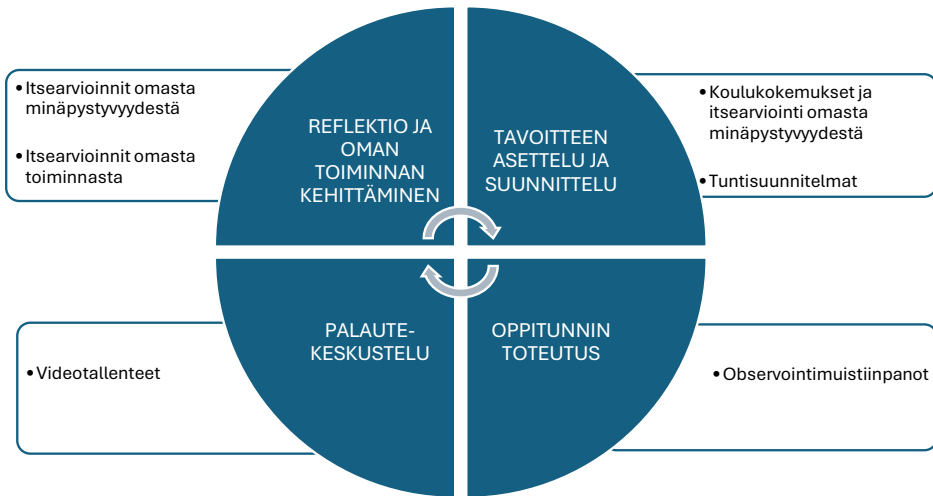 • Itsearvioinnit omasta
minäpystyvyydestä
• Itsearvioinnit omasta
toiminnasta
REFLEKTIO JA
OMAN
TOIMINNAN
KEHITTÄMINEN
TAVOITTEEN
ASETTELU JA
SUUNNITTELU
• Koulukokemukset ja
itsearviointi omasta
minäpystyvyydestä
• Tuntisuunnitelmat
• Videotallenteet
PALAUTE-
KESKUSTELU
OPPITUNNIN
TOTEUTUS
• Observointimuistiinpanot